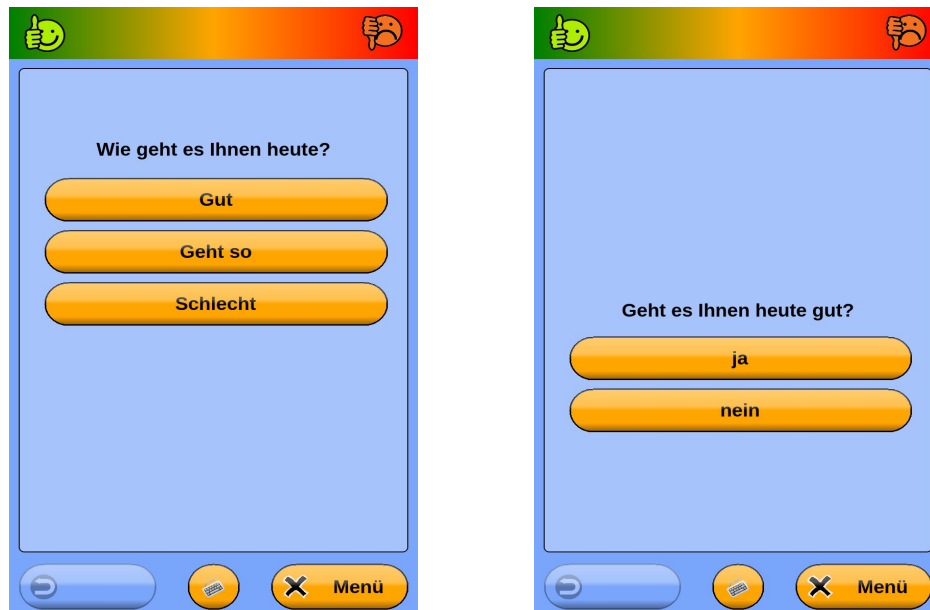 Wie geht es Ihnen heute?
Gut
Geht so
Schlecht
Menü
Geht es Ihnen heute gut?
ja
nein
Menü